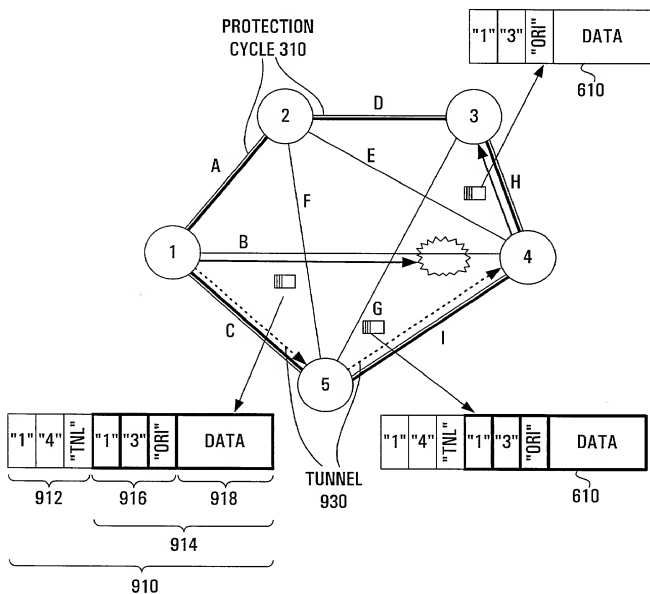 PROTECTION
CYCLE 310
"1" "3" "ORI" DATA
610
D
2
3
A
E
H
F
B
1
4
G
C
I
5
"1" "4" "TNL" "1" "3" "ORI" DATA
"1" "4" "TNL" "1" "3" "ORI" DATA
TUNNEL
930
912
916
918
610
914
910